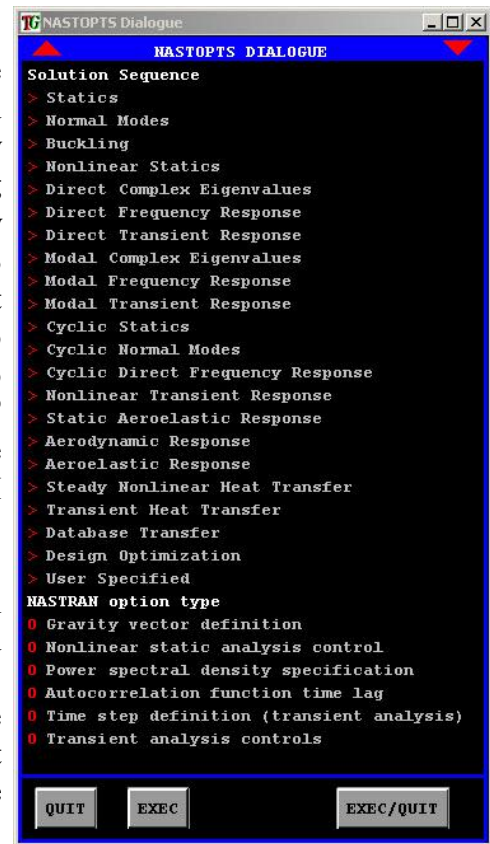 TG NASTOPTS Dialogue
NASTOPTS DIALOGUE
Solution Sequence
> Statics
> Normal Modes
> Buckling
> Nonlinear Statics
> Direct Complex Eigenvalues
> Direct Frequency Response
> Direct Transient Response
> Modal Complex Eigenvalues
> Modal Frequency Response
> Modal Transient Response
> Cyclic Statics
> Cyclic Normal Modes
> Cyclic Direct Frequency Response
> Nonlinear Transient Response
> Static Aeroelastic Response
> Aerodynamic Response
> Aeroelastic Response
> Steady Nonlinear Heat Transfer
> Transient Heat Transfer
> Database Transfer
> Design Optimization
> User Specified
NASTRAN option type
0 Gravity vector definition
0 Nonlinear static analysis control
0 Power spectral density specification
0 Autocorrelation function time lag
0 Time step definition (transient analysis)
0 Transient analysis controls
QUIT EXEC EXEC/QUIT